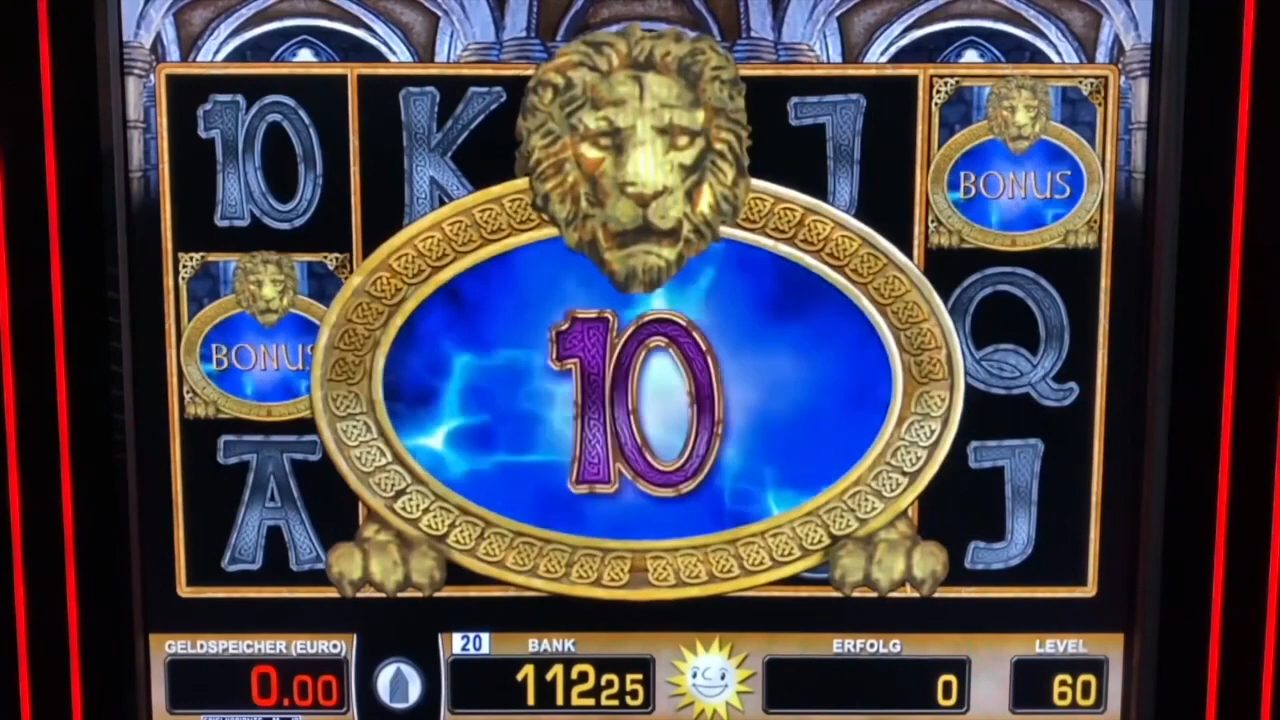 10 K J BONUS
BONUS 10 Q
A J
GELDSPEICHER (EURO) 20 BANK ERFOLG LEVEL
0.00 11225 0 60